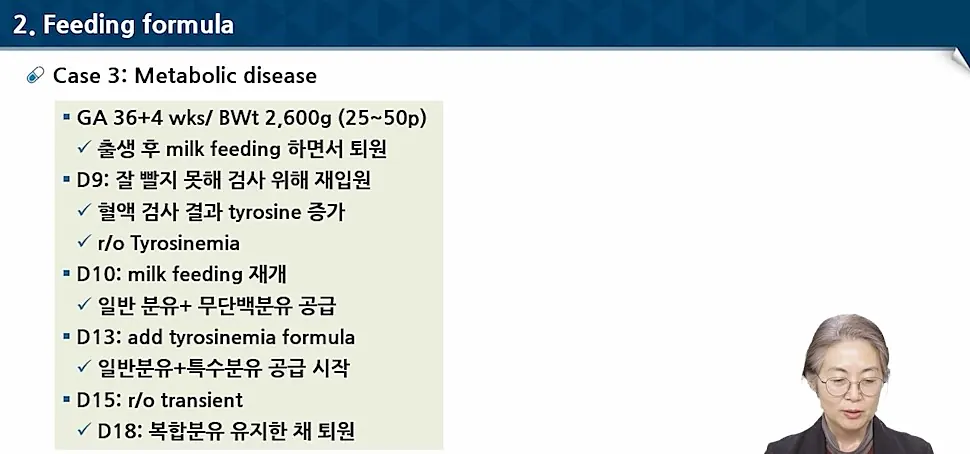 2. Feeding formula
Case 3: Metabolic disease
GA 36+4 wks/ BWt 2,600g (25~50p)
출생 후 milk feeding 하면서 퇴원
D9: 잘 빨지 못해 검사 위해 재입원
혈액 검사 결과 tyrosine 증가
r/o Tyrosinemia
D10: milk feeding 재개
일반 분유+ 무단백분유 공급
D13: add tyrosinemia formula
일반분유+특수분유 공급 시작
D15: r/o transient
D18: 복합분유 유지한 채 퇴원